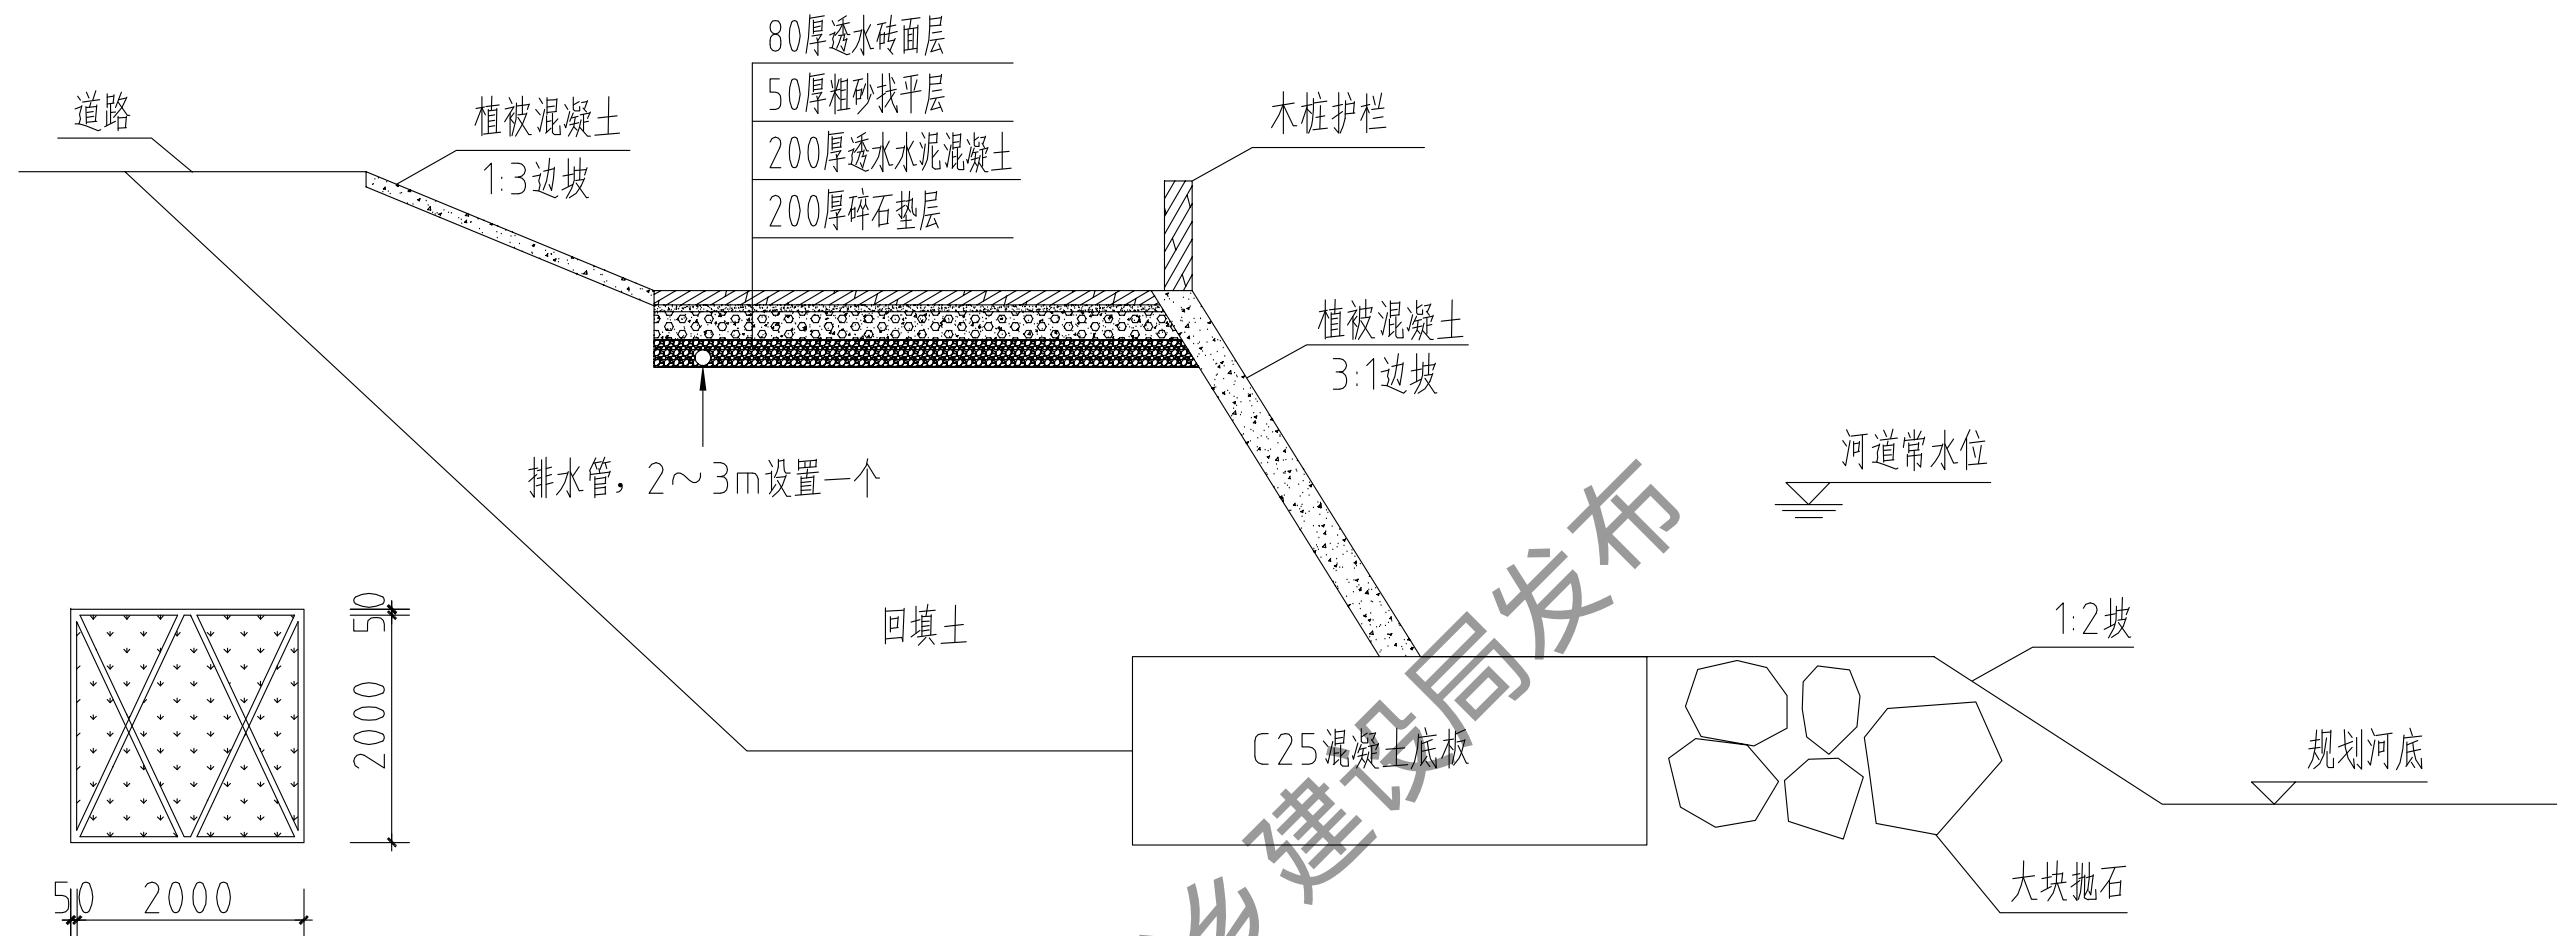 80厚透水砖面层
50厚粗砂找平层
200厚透水水泥混凝土
200厚碎石垫层
道路
植被混凝土
1:3边坡
木桩护栏
植被混凝土
3:1边坡
排水管，2～3m设置一个
河道常水位
回填土
1:2坡
C25混凝土底板
规划河底
大块抛石
50
2000
50 2000
乡建设局发布